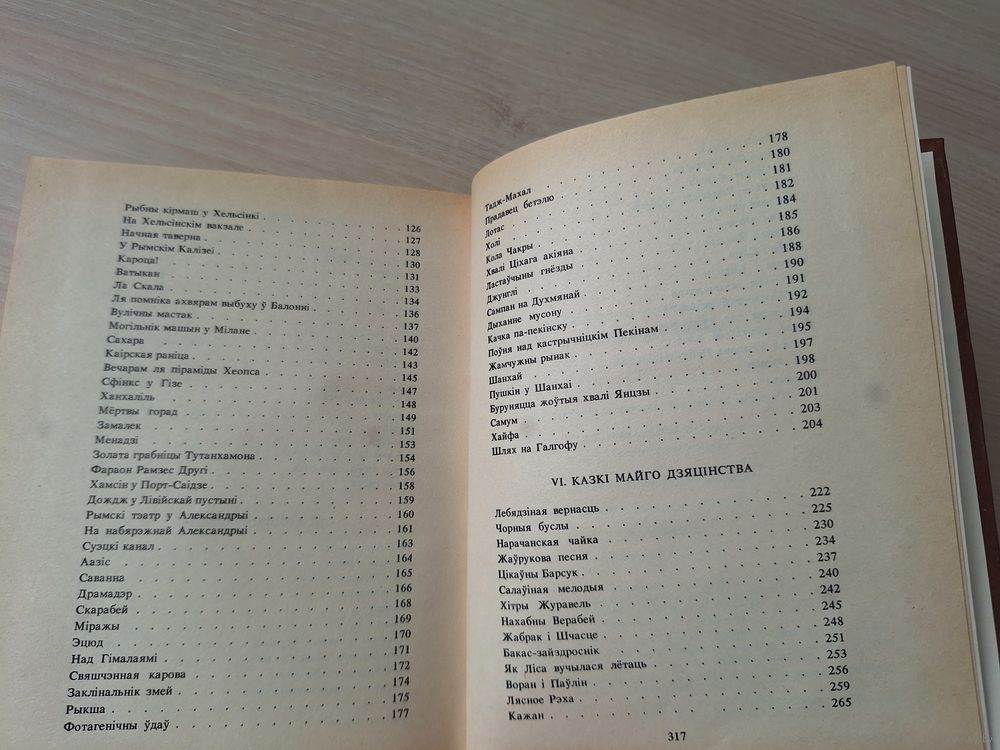 Рыбны кірмаш у Хельсінкі . . . 126
На Хельсінскім вакзале . . . 127
Начная таверна . . . 128
У Рымскім Калізеі . . . 130
Кароца! . . . 131
Ватыкан . . . 133
Ла Скала . . . 134
Ля помніка ахвярам выбуху ў Балонні . . . 136
Вулічны мастак . . . 137
Могільнік машын у Мілане . . . 140
Сахара . . . 142
Каірская раніца . . . 143
Вечарам ля піраміды Хеопса . . . 145
Сфінкс у Гізе . . . 147
Ханхаліль . . . 148
Мёртвы горад . . . 149
Замалек . . . 151
Менадзі . . . 153
Золата грабніцы Тутанхамона . . . 154
Фараон Рамзес Другі . . . 156
Хамсін у Порт-Саідзе . . . 158
Дождж у Лівійскай пустыні . . . 159
Рымскі тэатр у Александрыі . . . 160
На набярэжнай Александрыі . . . 161
Суэцкі канал . . . 163
Аазіс . . . 164
Саванна . . . 165
Драмадэр . . . 166
Скарабей . . . 168
Міражы . . . 169
Эцюд . . . 170
Над Гімалаямі . . . 171
Свяшчэнная карова . . . 172
Заклінальнік змей . . . 174
Рыкша . . . 175
Фотагенічны ўдаў . . . 177
Тадж-Махал . . . 178
Прадавец бетэлю . . . 180
Лотас . . . 181
Холі . . . 182
Кола Чакры . . . 184
Хвалі Ціхага акіяна . . . 185
Ластаўчыны гнёзды . . . 186
Джунглі . . . 188
Сампан на Духмянай . . . 190
Дыханне мусону . . . 191
Качка па-пекінску . . . 192
Поўня над кастрычніцкім Пекінам . . . 194
Жамчужны рынак . . . 195
Шанхай . . . 197
Пушкін у Шанхаі . . . 198
Буруняцца жоўтыя хвалі Янцзы . . . 200
Самум . . . 201
Хайфа . . . 203
Шлях на Галгофу . . . 204
VI. КАЗКІ МАЙГО ДЗЯЦІНСТВА
Лебядзіная вернасць . . . 222
Чорныя буслы . . . 225
Нарачанская чайка . . . 230
Жаўрукова песня . . . 234
Цікаўны Барсук . . . 237
Салаўіная мелодыя . . . 240
Хітры Журавель . . . 242
Нахабны Верабей . . . 245
Жабрак і Шчасце . . . 248
Бакас-зайздроснік . . . 251
Як Ліса вучылася лётаць . . . 253
Воран і Паўлін . . . 256
Лясное Рэха . . . 259
Кажан . . . 265
317